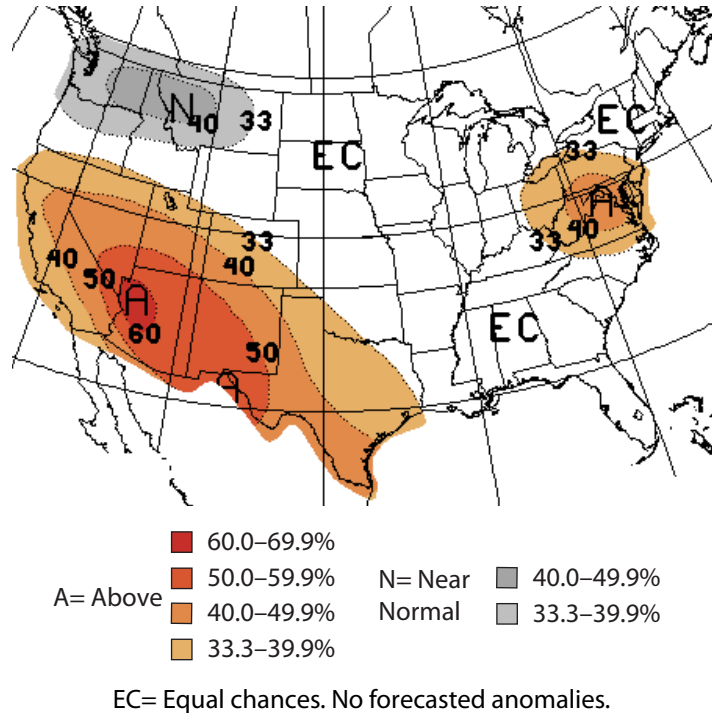 N
40 33
EC
EC
33
A
40
33
33
40
40
50
A
60
50
EC
A= Above
60.0–69.9%
50.0–59.9%
40.0–49.9%
33.3–39.9%
N= Near
Normal
40.0–49.9%
33.3–39.9%
EC= Equal chances. No forecasted anomalies.